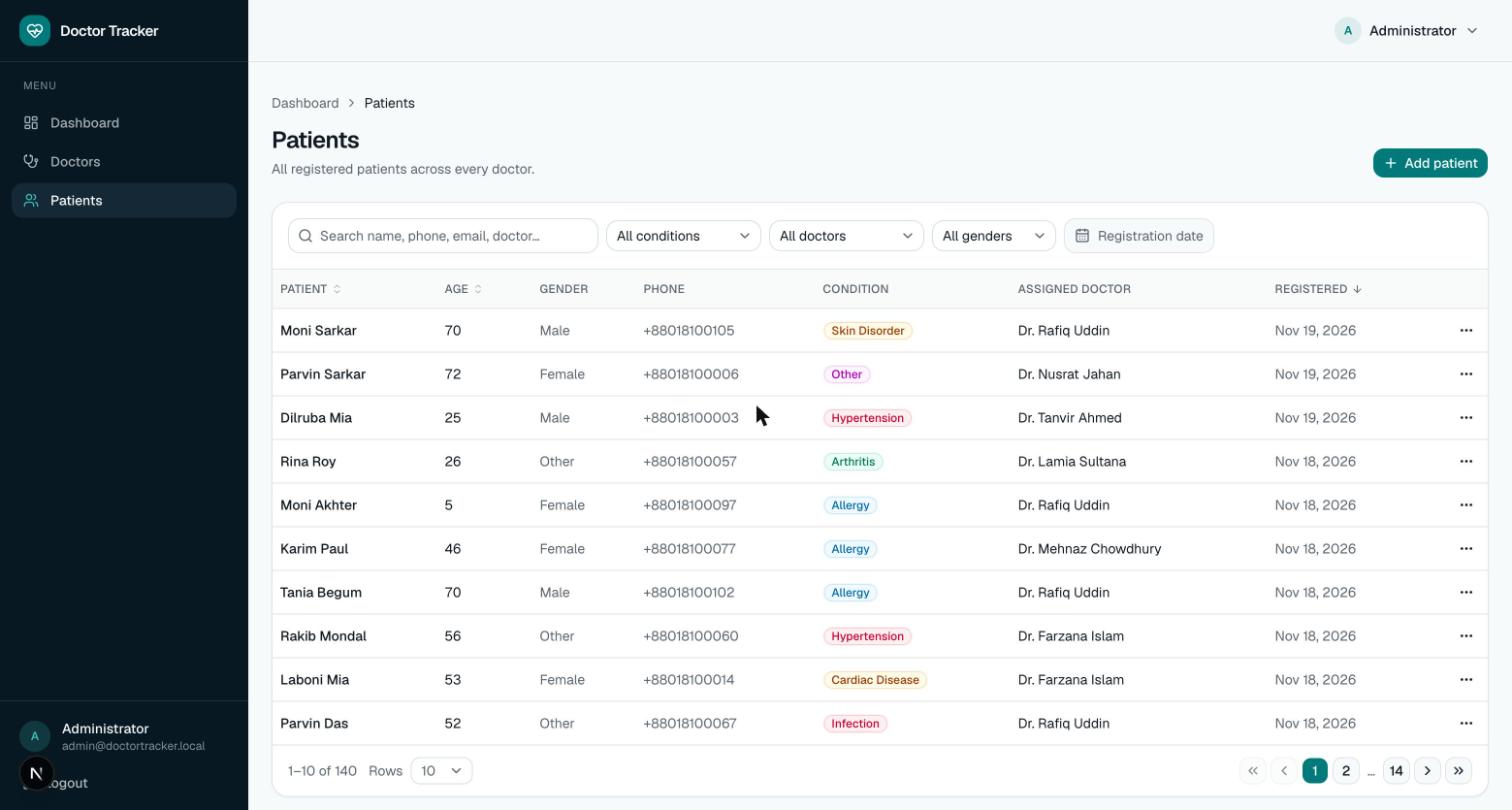 Doctor Tracker
Administrator
MENU
Dashboard
Doctors
Patients
Dashboard > Patients
Patients
All registered patients across every doctor.
+ Add patient
Search name, phone, email, doctor…
All conditions
All doctors
All genders
Registration date
PATIENT AGE GENDER PHONE CONDITION ASSIGNED DOCTOR REGISTERED
Moni Sarkar 70 Male +88018100105 Skin Disorder Dr. Rafiq Uddin Nov 19, 2026
Parvin Sarkar 72 Female +88018100006 Other Dr. Nusrat Jahan Nov 19, 2026
Dilruba Mia 25 Male +88018100003 Hypertension Dr. Tanvir Ahmed Nov 19, 2026
Rina Roy 26 Other +88018100057 Arthritis Dr. Lamia Sultana Nov 18, 2026
Moni Akhter 5 Female +88018100097 Allergy Dr. Rafiq Uddin Nov 18, 2026
Karim Paul 46 Female +88018100077 Allergy Dr. Mehnaz Chowdhury Nov 18, 2026
Tania Begum 70 Male +88018100102 Allergy Dr. Rafiq Uddin Nov 18, 2026
Rakib Mondal 56 Other +88018100060 Hypertension Dr. Farzana Islam Nov 18, 2026
Laboni Mia 53 Female +88018100014 Cardiac Disease Dr. Farzana Islam Nov 18, 2026
Parvin Das 52 Other +88018100067 Infection Dr. Rafiq Uddin Nov 18, 2026
1–10 of 140 Rows 10
1 2 … 14
A
Administrator
admin@doctortracker.local
N
ogout
A